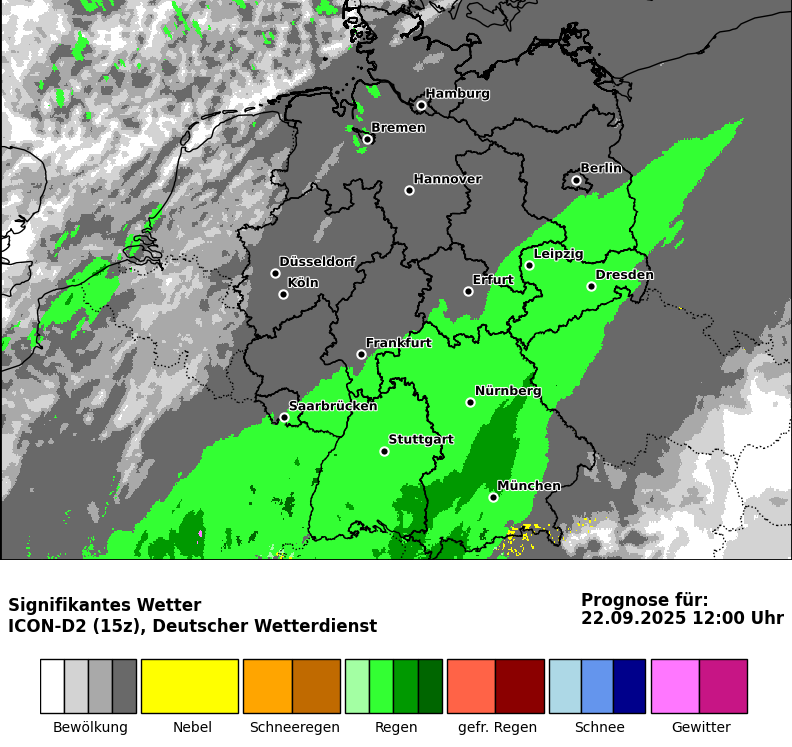 Hamburg
Bremen
Berlin
Hannover
Leipzig
Düsseldorf
Dresden
Köln
Erfurt
Frankfurt
Nürnberg
Saarbrücken
Stuttgart
München
Signifikantes Wetter
ICON-D2 (15z), Deutscher Wetterdienst
Prognose für:
22.09.2025 12:00 Uhr
Bewölkung Nebel Schneeregen Regen gefr. Regen Schnee Gewitter